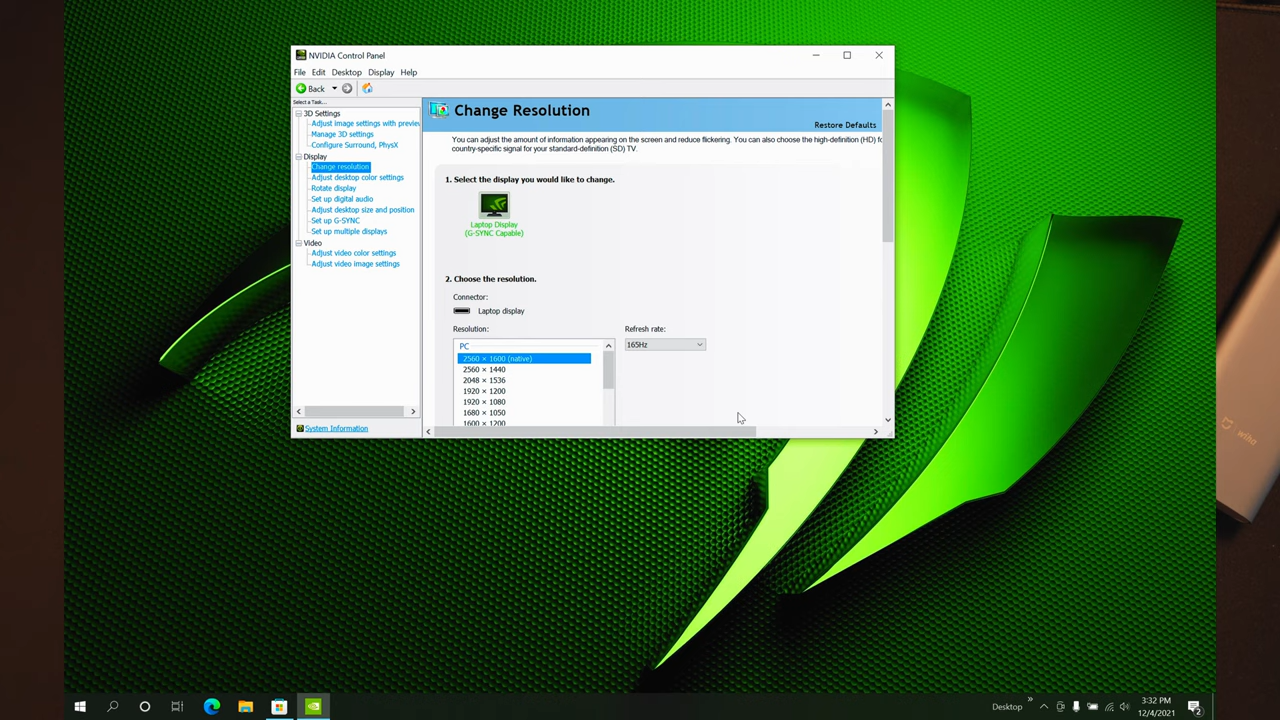 NVIDIA Control Panel
File Edit Desktop Display Help
Back
Select a Task...
3D Settings
Adjust image settings with preview
Manage 3D settings
Configure Surround, PhysX
Display
Change resolution
Adjust desktop color settings
Rotate display
Set up digital audio
Adjust desktop size and position
Set up G-SYNC
Set up multiple displays
Video
Adjust video color settings
Adjust video image settings
System Information
Change Resolution
Restore Defaults
You can adjust the amount of information appearing on the screen and reduce flickering. You can also choose the high-definition (HD)
country-specific signal for your standard-definition (SD) TV.
1. Select the display you would like to change.
Laptop Display
(G-SYNC Capable)
2. Choose the resolution.
Connector:
Laptop display
Resolution:
PC
2560 × 1600 (native)
2560 × 1440
2048 × 1536
1920 × 1200
1920 × 1080
1680 × 1050
1600 × 1200
Refresh rate:
165Hz
wiho
Desktop
3:32 PM
12/4/2021
2